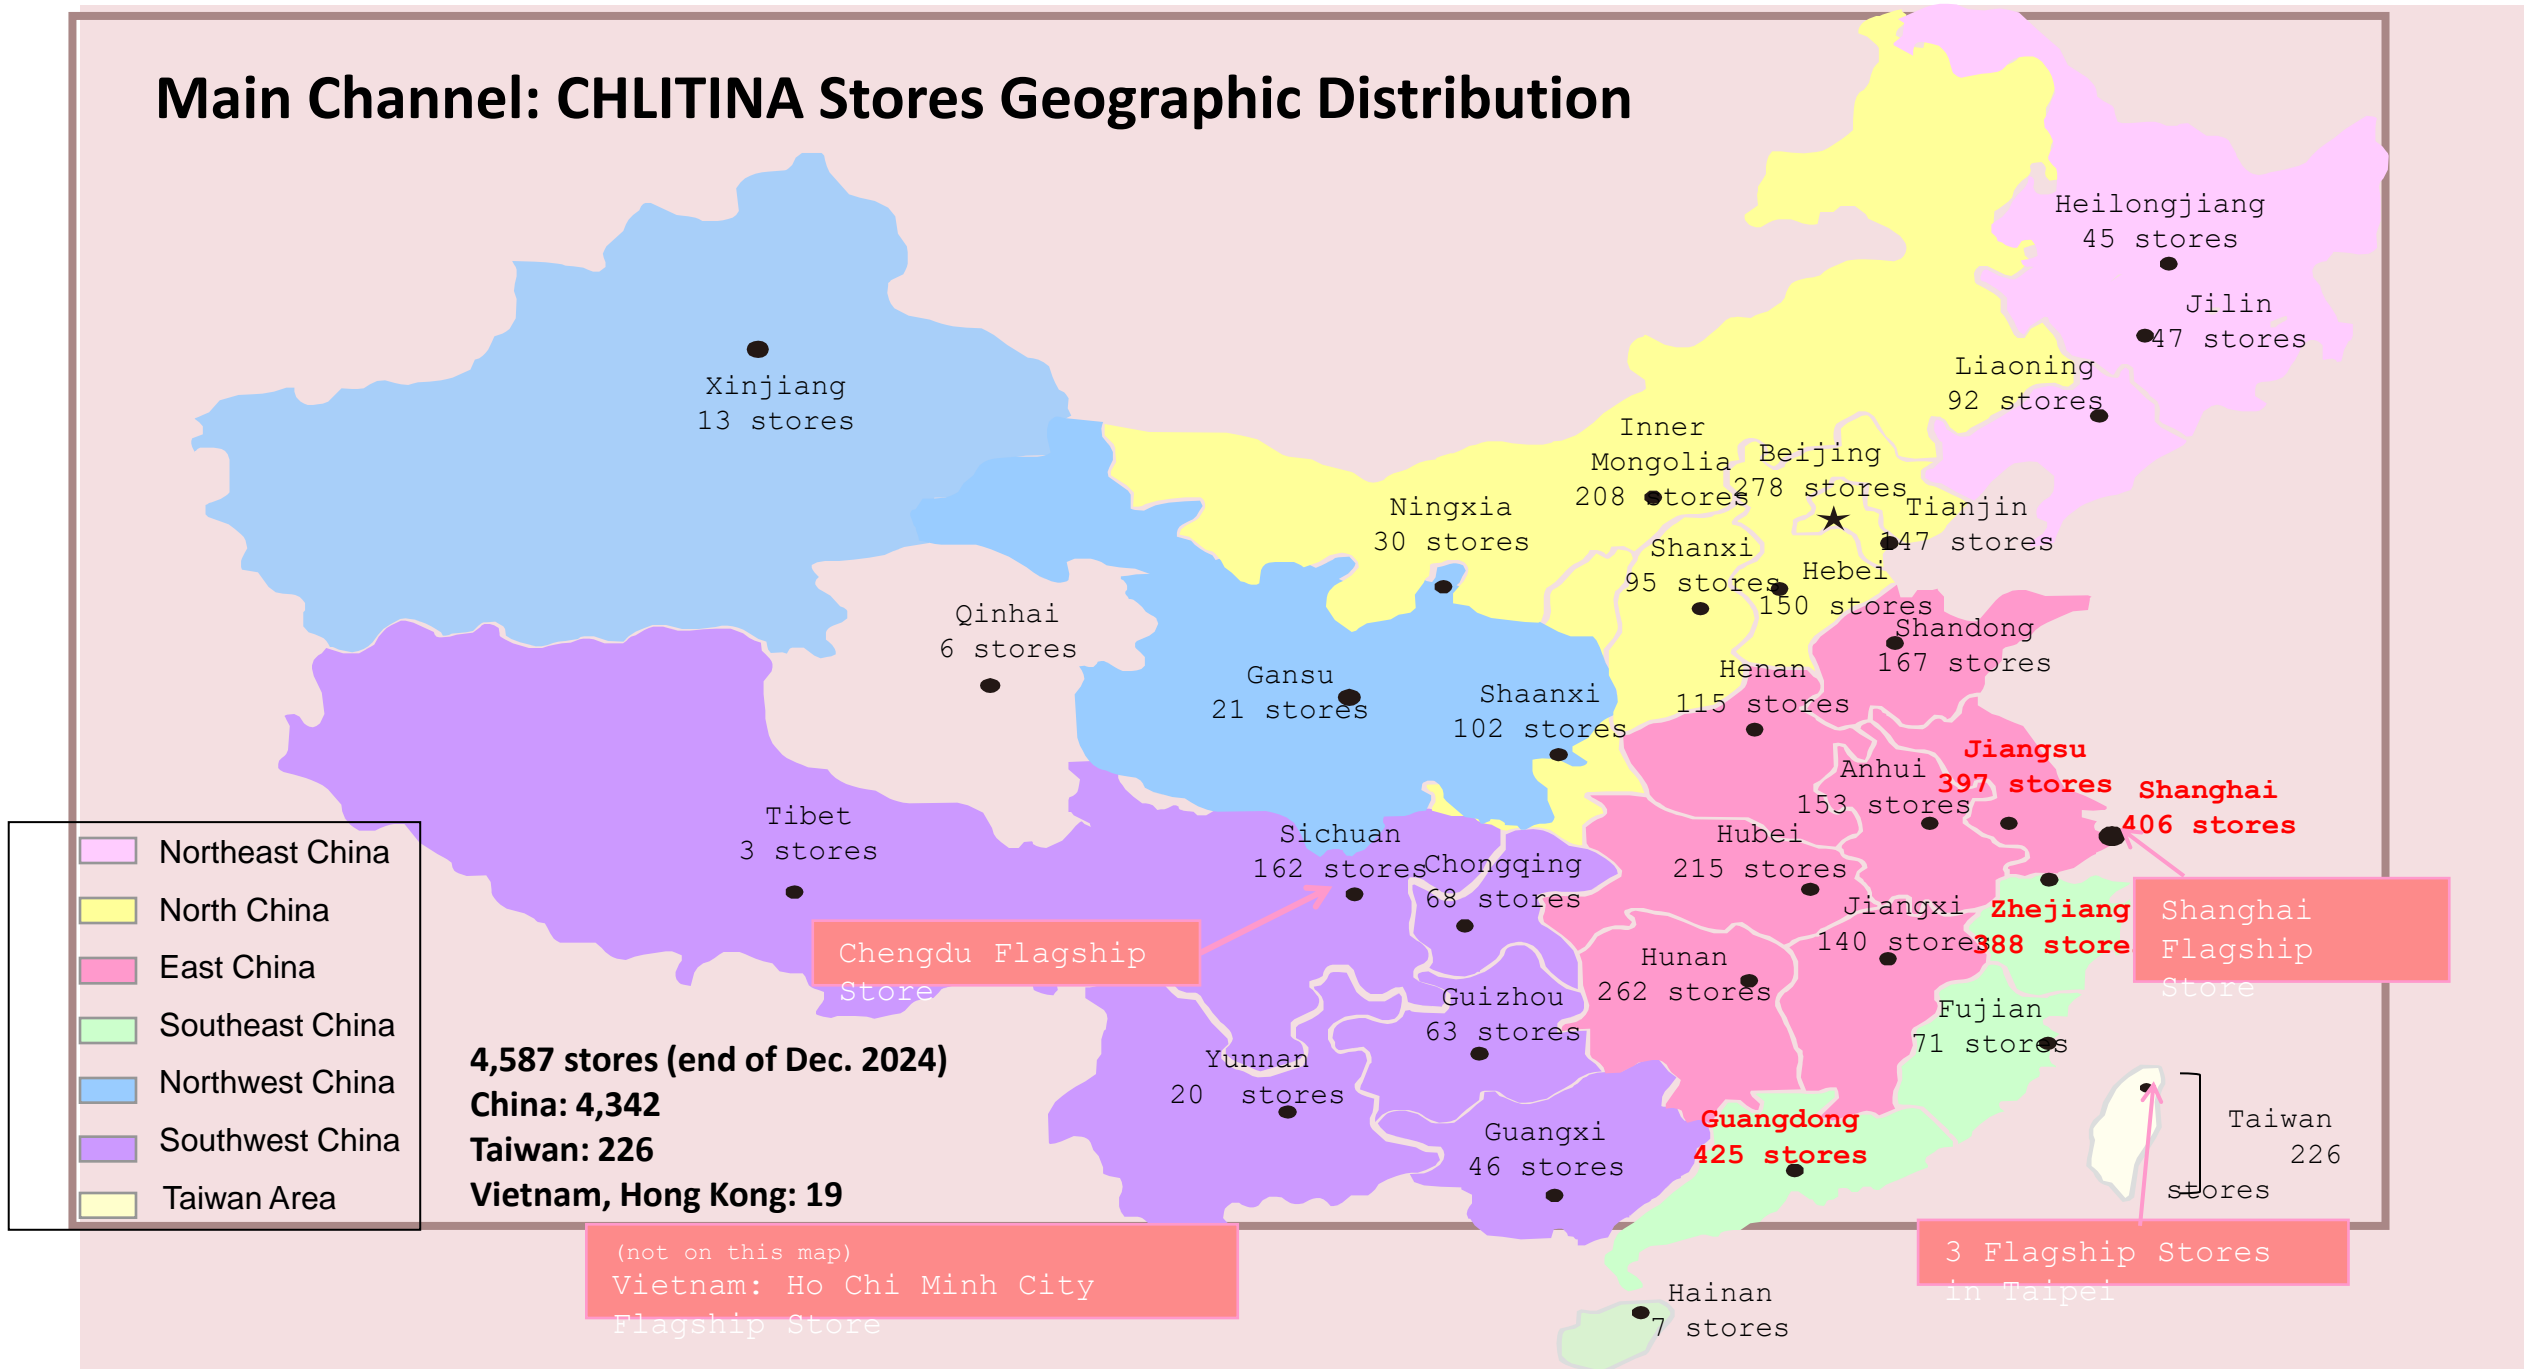 Main Channel: CHLITINA Stores Geographic Distribution
Heilongjiang
45 stores
Jilin
47 stores
Liaoning
92 stores
Xinjiang
13 stores
Inner
Mongolia
208 stores
Beijing
278 stores
Ningxia
30 stores
Tianjin
147 stores
Shanxi
95 stores
Hebei
150 stores
Qinhai
6 stores
Shandong
167 stores
Gansu
21 stores
Shaanxi
102 stores
Henan
115 stores
Jiangsu
397 stores
Anhui
153 stores
Shanghai
406 stores
Tibet
3 stores
Sichuan
162 stores
Chongqing
68 stores
Hubei
215 stores
Jiangxi
140 stores
Zhejiang
388 store
Shanghai
Flagship
Store
Chengdu Flagship
Store
Hunan
262 stores
Guizhou
63 stores
Fujian
71 stores
Yunnan
20 stores
Guangxi
46 stores
Guangdong
425 stores
Taiwan
226
stores
Northeast China
North China
East China
Southeast China
Northwest China
Southwest China
Taiwan Area
4,587 stores (end of Dec. 2024)
China: 4,342
Taiwan: 226
Vietnam, Hong Kong: 19
(not on this map)
Vietnam: Ho Chi Minh City
Flagship Store
3 Flagship Stores
in Taipei
Hainan
7 stores